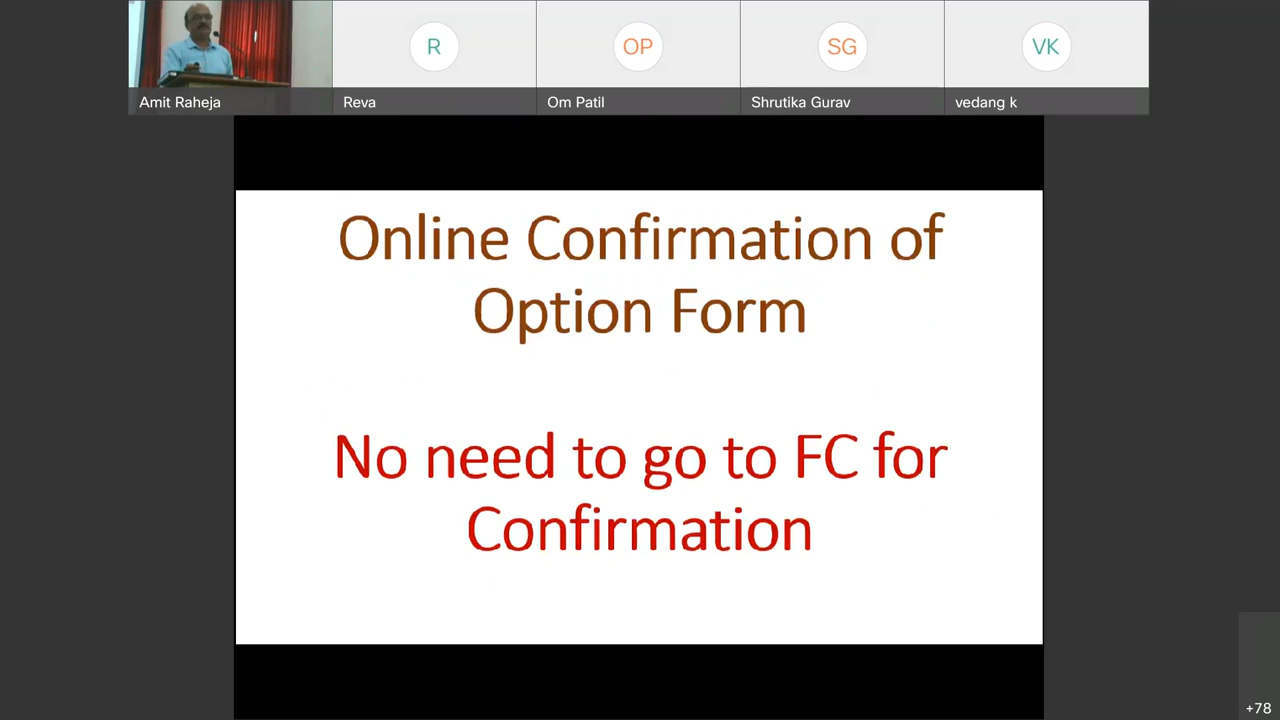 R
OP
SG
VK
Amit Raheja
Reva
Om Patil
Shrutika Gurav
vedang k
Online Confirmation of
Option Form
No need to go to FC for
Confirmation
+78